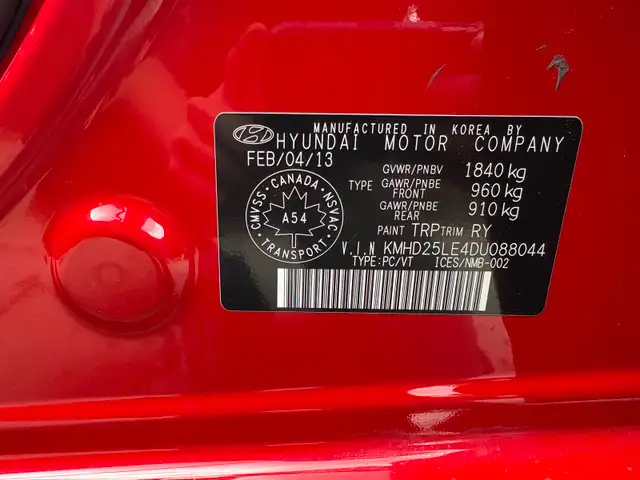 MANUFACTURED IN KOREA BY
HYUNDAI MOTOR COMPANY
FEB/04/13
GVWR/PNBV 1840 kg
TYPE GAWR/PNBE FRONT 960 kg
GAWR/PNBE REAR 910 kg
PAINT TRP TRIM RY
CMVSS · CANADA · NSVAC
A54
TRANSPORT
V.I.N KMHD25LE4DU088044
TYPE:PC/VT ICES/NMB-002